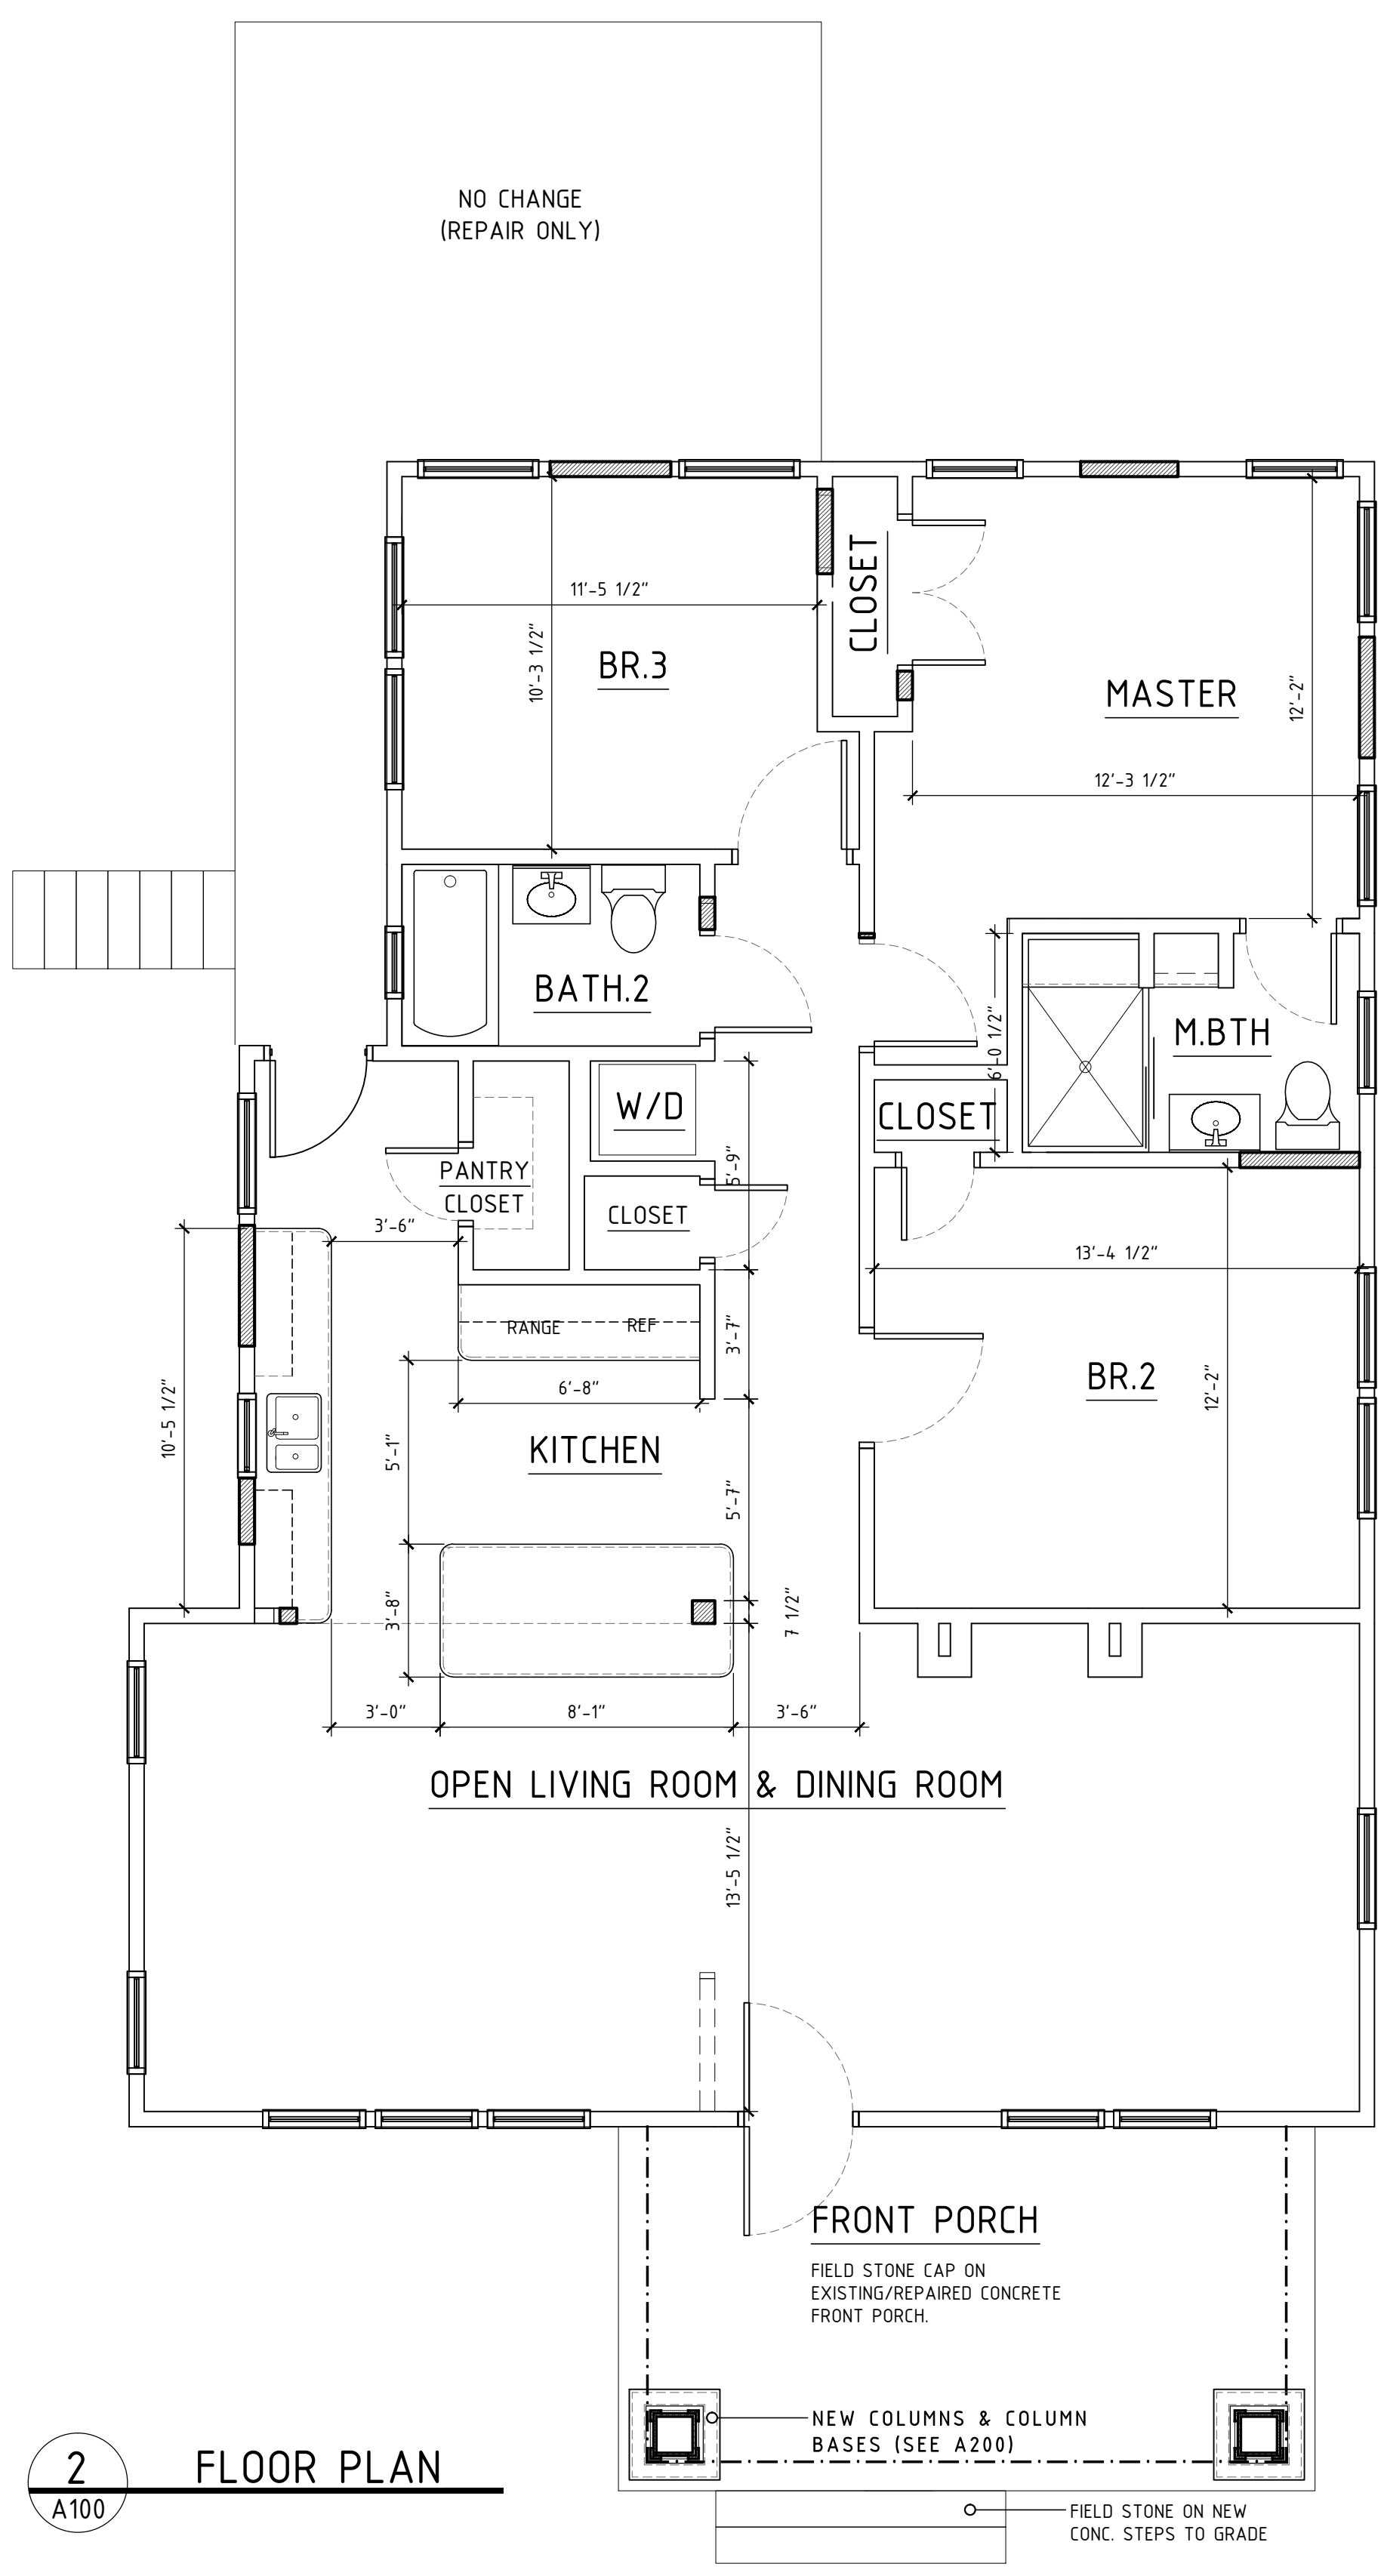 NO CHANGE
(REPAIR ONLY)
11'-5 1/2"
10'-3 1/2"
BR.3
CLOSET
MASTER
12'-2"
12'-3 1/2"
BATH.2
6'-0 1/2"
M.BTH
W/D
CLOSET
5'-9"
PANTRY
CLOSET
CLOSET
3'-6"
13'-4 1/2"
RANGE
REF
3'-7"
6'-8"
BR.2
12'-2"
10'-5 1/2"
5'-1"
KITCHEN
5'-7"
3'-8"
7 1/2"
3'-0"
8'-1"
3'-6"
OPEN LIVING ROOM & DINING ROOM
13'-5 1/2"
FRONT PORCH
FIELD STONE CAP ON
EXISTING/REPAIRED CONCRETE
FRONT PORCH.
NEW COLUMNS & COLUMN
BASES (SEE A200)
2
FLOOR PLAN
A100
FIELD STONE ON NEW
CONC. STEPS TO GRADE